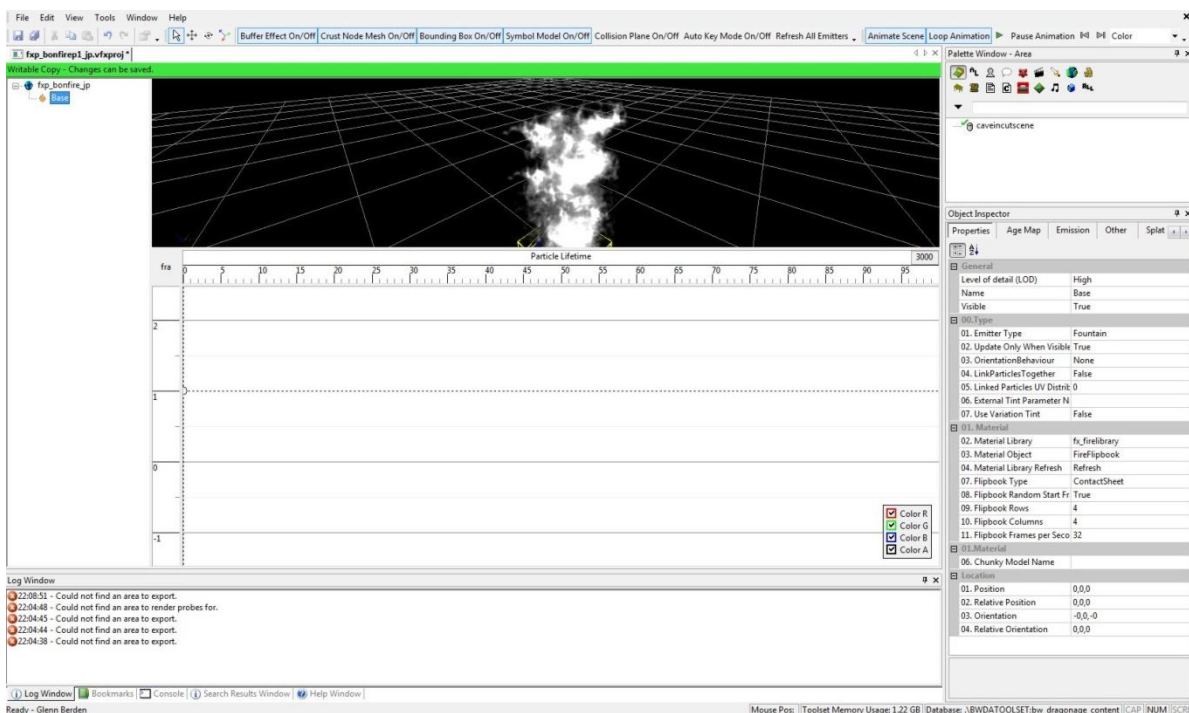 File Edit View Tools Window Help
Buffer Effect On/Off Crust Node Mesh On/Off Bounding Box On/Off Symbol Model On/Off Collision Plane On/Off Auto Key Mode On/Off Refresh All Emitters Animate Scene Loop Animation Pause Animation Color
fxp_bonfirep1_jp.vfxproj *
Writable Copy - Changes can be saved.
fxp_bonfire_jp
Base
Particle Lifetime
3000
fra 0 5 10 15 20 25 30 35 40 45 50 55 60 65 70 75 80 85 90 95
2
1
0
-1
Color R
Color G
Color B
Color A
Log Window
22:08:51 - Could not find an area to export.
22:04:48 - Could not find an area to render probes for.
22:04:45 - Could not find an area to export.
22:04:44 - Could not find an area to export.
22:04:38 - Could not find an area to export.
Log Window Bookmarks Console Search Results Window Help Window
Ready - Glenn Berden
Palette Window - Area
caveincutscene
Object Inspector
Properties Age Map Emission Other Splat
General
Level of detail (LOD) High
Name Base
Visible True
00.Type
01. Emitter Type Fountain
02. Update Only When Visible True
03. OrientationBehaviour None
04. LinkParticlesTogether False
05. Linked Particles UV Distrib 0
06. External Tint Parameter N
07. Use Variation Tint False
01. Material
02. Material Library fx_firelibrary
03. Material Object FireFlipbook
04. Material Library Refresh Refresh
07. Flipbook Type ContactSheet
08. Flipbook Random Start Fr True
09. Flipbook Rows 4
10. Flipbook Columns 4
11. Flipbook Frames per Seco 32
01.Material
06. Chunky Model Name
Location
01. Position 0,0,0
02. Relative Position 0,0,0
03. Orientation -0,0,-0
04. Relative Orientation 0,0,0
Mouse Pos: Toolset Memory Usage: 1.22 GB Database: .\BWDATOOLSET:bw_dragonage_content CAP NUM SCRL